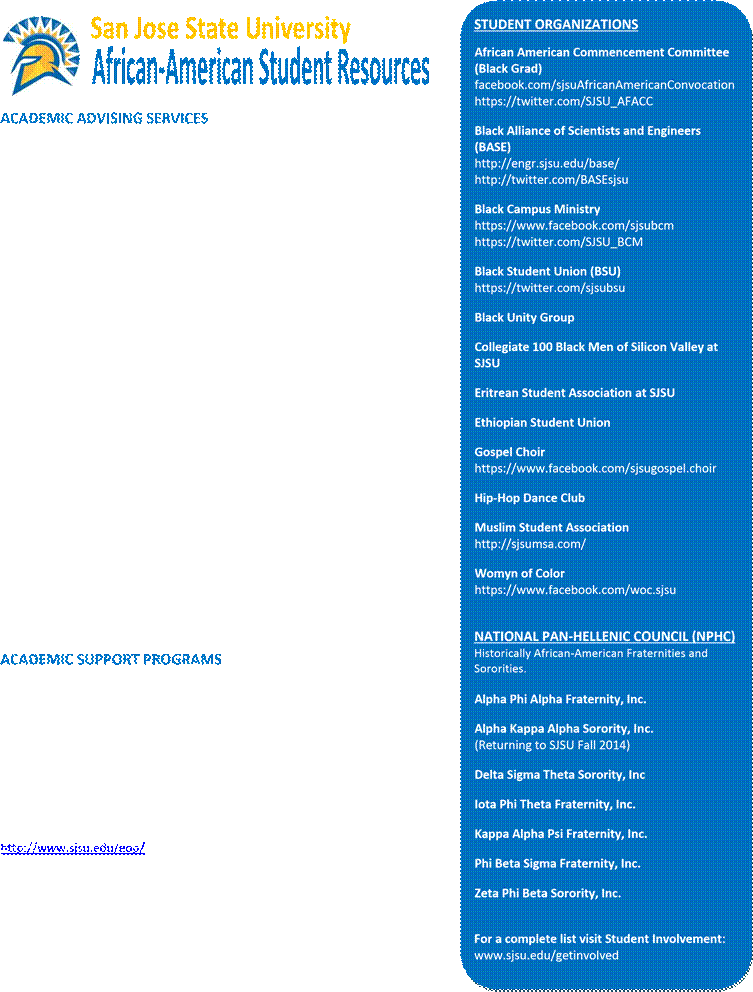 San Jose State University
African-American Student Resources
ACADEMIC ADVISING SERVICES
ACADEMIC SUPPORT PROGRAMS
http://www.sjsu.edu/eop/
STUDENT ORGANIZATIONS
African American Commencement Committee
(Black Grad)
facebook.com/sjsuAfricanAmericanConvocation
https://twitter.com/SJSU_AFACC
Black Alliance of Scientists and Engineers
(BASE)
http://engr.sjsu.edu/base/
http://twitter.com/BASEsjsu
Black Campus Ministry
https://www.facebook.com/sjsubcm
https://twitter.com/SJSU_BCM
Black Student Union (BSU)
https://twitter.com/sjsubsu
Black Unity Group
Collegiate 100 Black Men of Silicon Valley at
SJSU
Eritrean Student Association at SJSU
Ethiopian Student Union
Gospel Choir
https://www.facebook.com/sjsugospel.choir
Hip-Hop Dance Club
Muslim Student Association
http://sjsumsa.com/
Womyn of Color
https://www.facebook.com/woc.sjsu
NATIONAL PAN-HELLENIC COUNCIL (NPHC)
Historically African-American Fraternities and
Sororities.
Alpha Phi Alpha Fraternity, Inc.
Alpha Kappa Alpha Sorority, Inc.
(Returning to SJSU Fall 2014)
Delta Sigma Theta Sorority, Inc
Iota Phi Theta Fraternity, Inc.
Kappa Alpha Psi Fraternity, Inc.
Phi Beta Sigma Fraternity, Inc.
Zeta Phi Beta Sorority, Inc.
For a complete list visit Student Involvement:
www.sjsu.edu/getinvolved